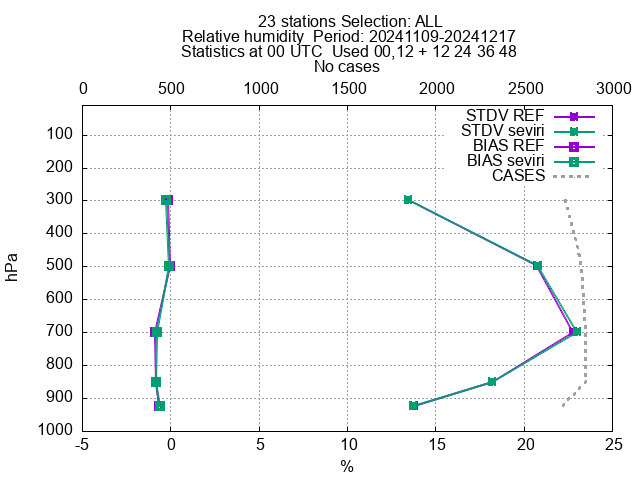 23 stations Selection: ALL
Relative humidity  Period: 20241109-20241217
Statistics at 00 UTC  Used 00,12 + 12 24 36 48
No cases
0 500 1000 1500 2000 2500 3000
STDV REF
STDV seviri
BIAS REF
BIAS seviri
CASES
100
200
300
400
500
600
700
800
900
1000
hPa
-5 0 5 10 15 20 25
%